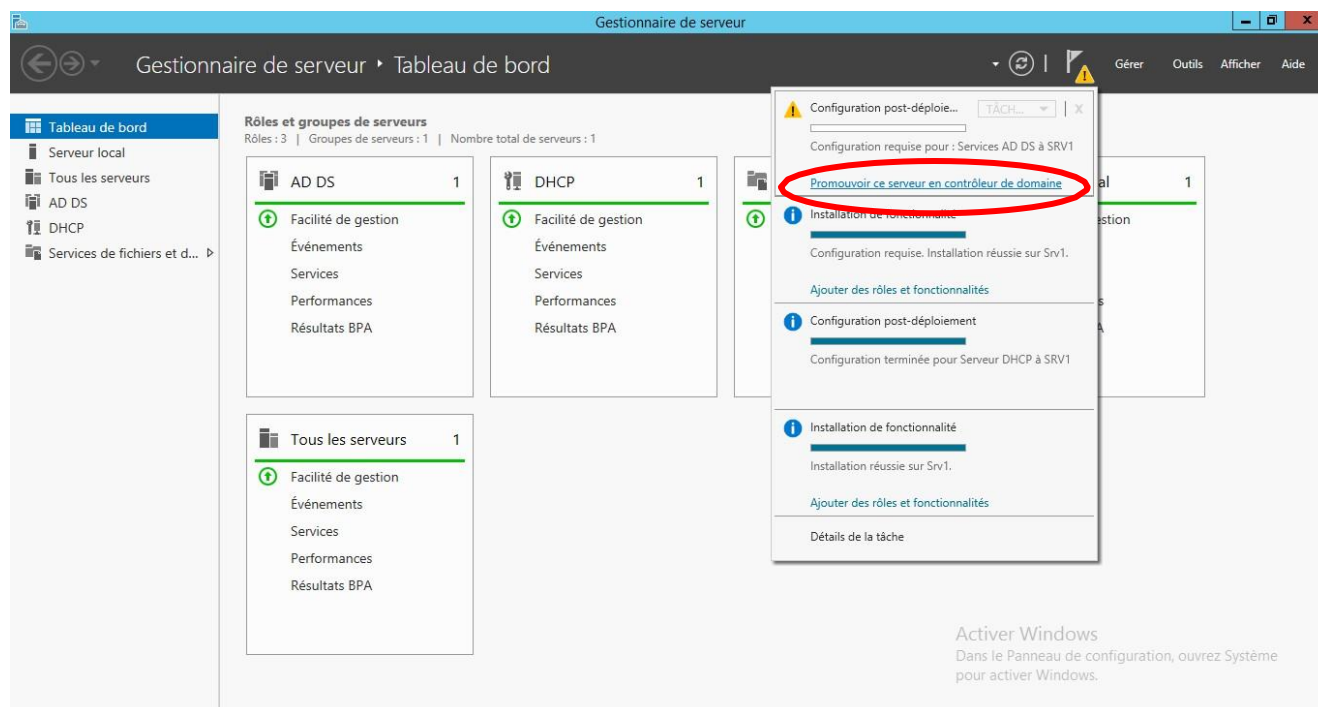 Gestionnaire de serveur
Gestionnaire de serveur ‣ Tableau de bord
Gérer Outils Afficher Aide
Tableau de bord
Serveur local
Tous les serveurs
AD DS
DHCP
Services de fichiers et d...
Rôles et groupes de serveurs
Rôles : 3 | Groupes de serveurs : 1 | Nombre total de serveurs : 1
AD DS 1
Facilité de gestion
Événements
Services
Performances
Résultats BPA
DHCP 1
Facilité de gestion
Événements
Services
Performances
Résultats BPA
al 1
estion
s
A
Tous les serveurs 1
Facilité de gestion
Événements
Services
Performances
Résultats BPA
Configuration post-déploie... TÂCH... X
Configuration requise pour : Services AD DS à SRV1
Promouvoir ce serveur en contrôleur de domaine
Installation de fonctionnalité
Configuration requise. Installation réussie sur Srv1.
Ajouter des rôles et fonctionnalités
Configuration post-déploiement
Configuration terminée pour Serveur DHCP à SRV1
Installation de fonctionnalité
Installation réussie sur Srv1.
Ajouter des rôles et fonctionnalités
Détails de la tâche
Activer Windows
Dans le Panneau de configuration, ouvrez Système
pour activer Windows.